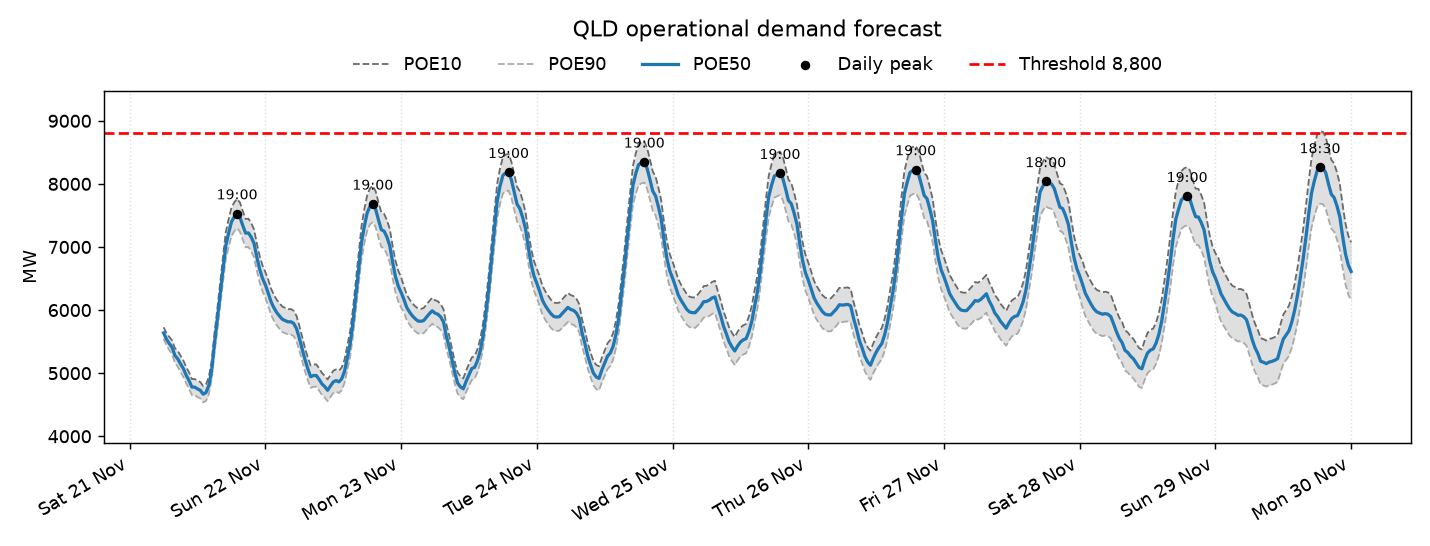 QLD operational demand forecast
POE10 POE90 POE50 Daily peak Threshold 8,800
MW
9000
8000
7000
6000
5000
4000
19:00 19:00 19:00 19:00 19:00 19:00 18:00 19:00 18:30
Sat 21 Nov Sun 22 Nov Mon 23 Nov Tue 24 Nov Wed 25 Nov Thu 26 Nov Fri 27 Nov Sat 28 Nov Sun 29 Nov Mon 30 Nov